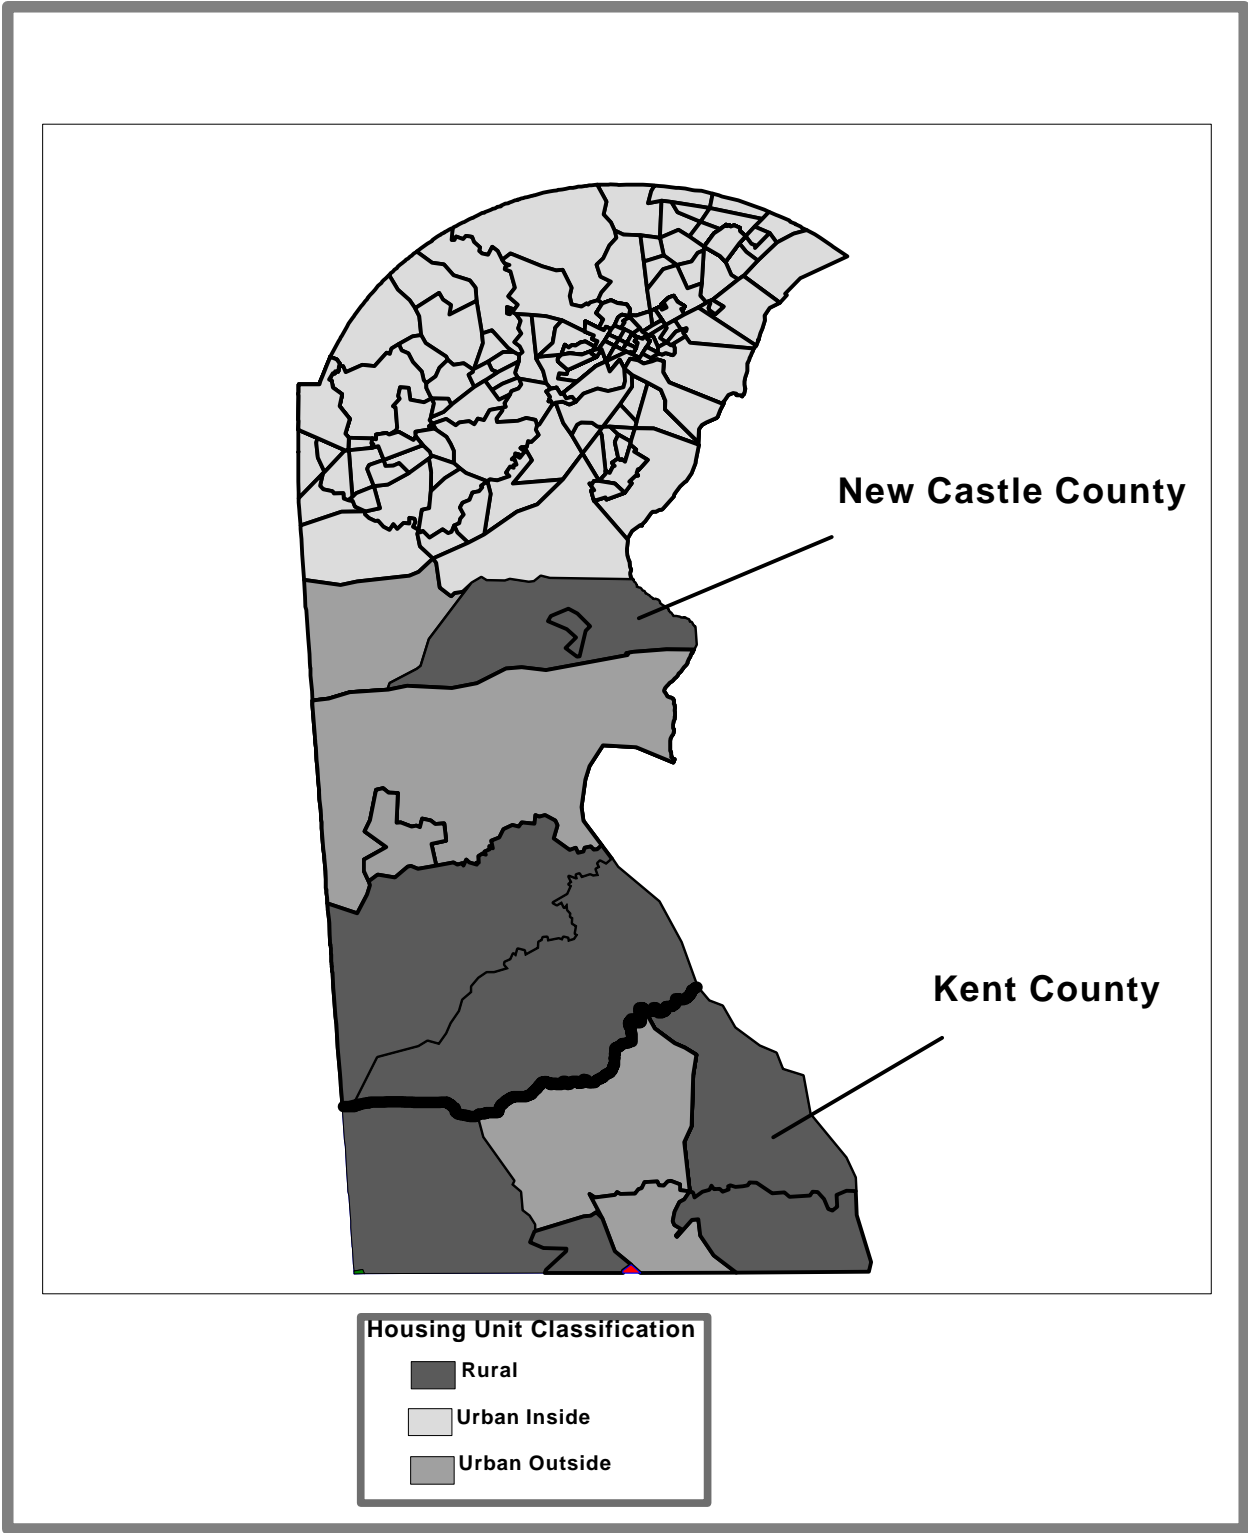 New Castle County
Kent County
Housing Unit Classification
Rural
Urban Inside
Urban Outside